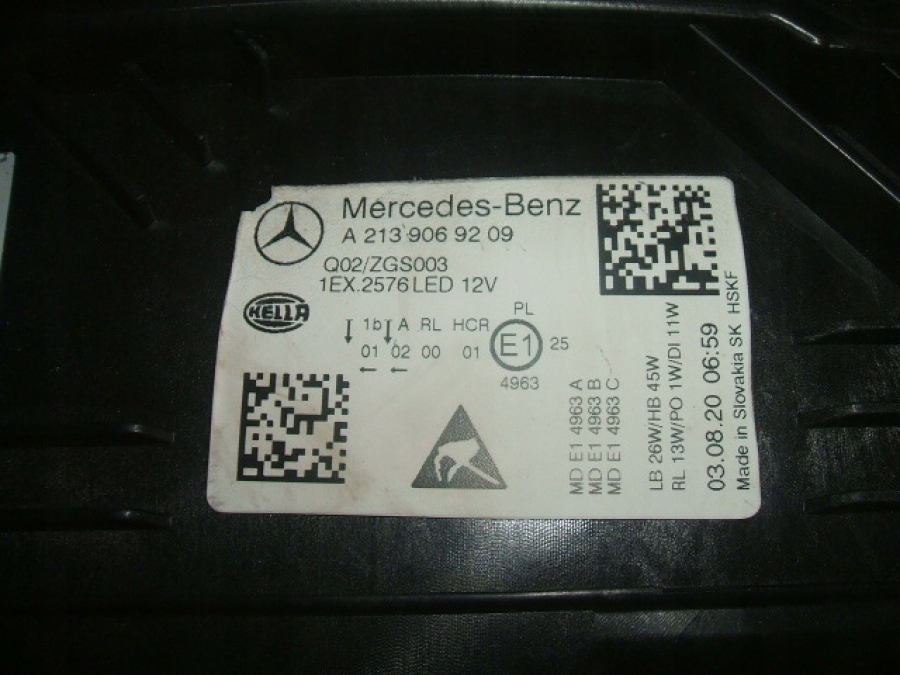 Mercedes-Benz
A 213 906 92 09
Q02/ZGS003
1EX.2576 LED 12V
HELLA
PL
1b A RL HCR
E1 25
01 02 00 01
4963
MD E1 4963 A
MD E1 4963 B
MD E1 4963 C
LB 26W/HB 45W
RL 13W/PO 1W/DI 11W
03.08.20 06:59
Made in Slovakia SK HSKF